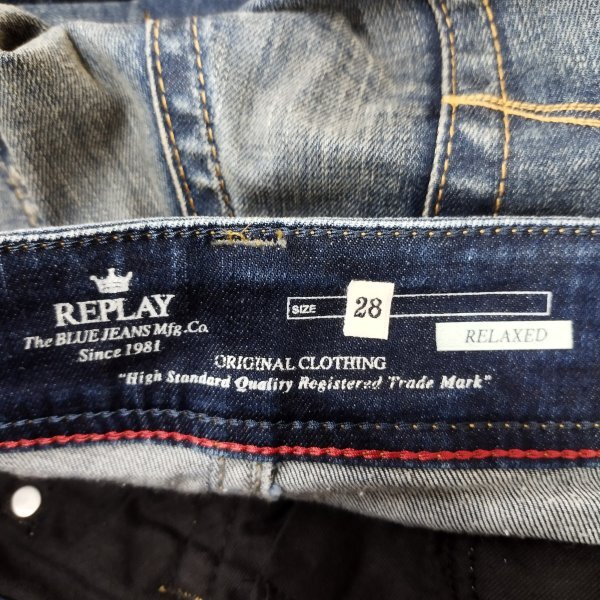 REPLAY
The BLUE JEANS Mfg.Co.
Since 1981
SIZE 28
RELAXED
ORIGINAL CLOTHING
"High Standard Quality Registered Trade Mark"